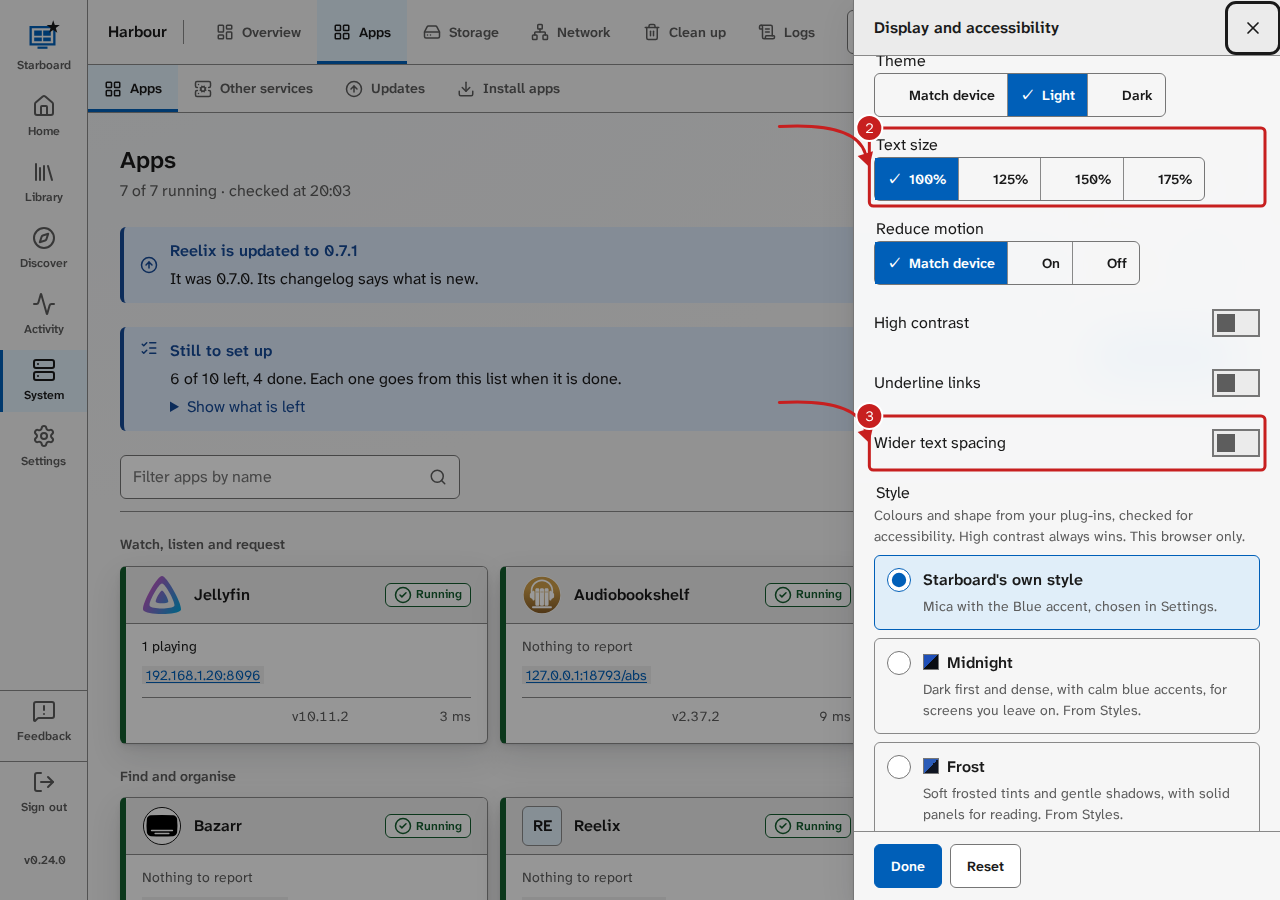 Starboard
Home
Library
Discover
Activity
System
Settings
Feedback
Sign out
v0.24.0
Harbour
Overview
Apps
Storage
Network
Clean up
Logs
Apps
Other services
Updates
Install apps
Apps
7 of 7 running · checked at 20:03
Reelix is updated to 0.7.1
It was 0.7.0. Its changelog says what is new.
Still to set up
6 of 10 left, 4 done. Each one goes from this list when it is done.
Show what is left
Filter apps by name
Watch, listen and request
Jellyfin
Running
1 playing
192.168.1.20:8096
v10.11.2
3 ms
Audiobookshelf
Running
Nothing to report
127.0.0.1:18793/abs
v2.37.2
9 ms
Find and organise
Bazarr
Running
Nothing to report
RE
Reelix
Running
Nothing to report
Display and accessibility
Theme
Match device
✓ Light
Dark
2
Text size
✓ 100%
125%
150%
175%
Reduce motion
✓ Match device
On
Off
High contrast
Underline links
3
Wider text spacing
Style
Colours and shape from your plug-ins, checked for
accessibility. High contrast always wins. This browser only.
Starboard's own style
Mica with the Blue accent, chosen in Settings.
Midnight
Dark first and dense, with calm blue accents, for
screens you leave on. From Styles.
Frost
Soft frosted tints and gentle shadows, with solid
panels for reading. From Styles.
Done
Reset